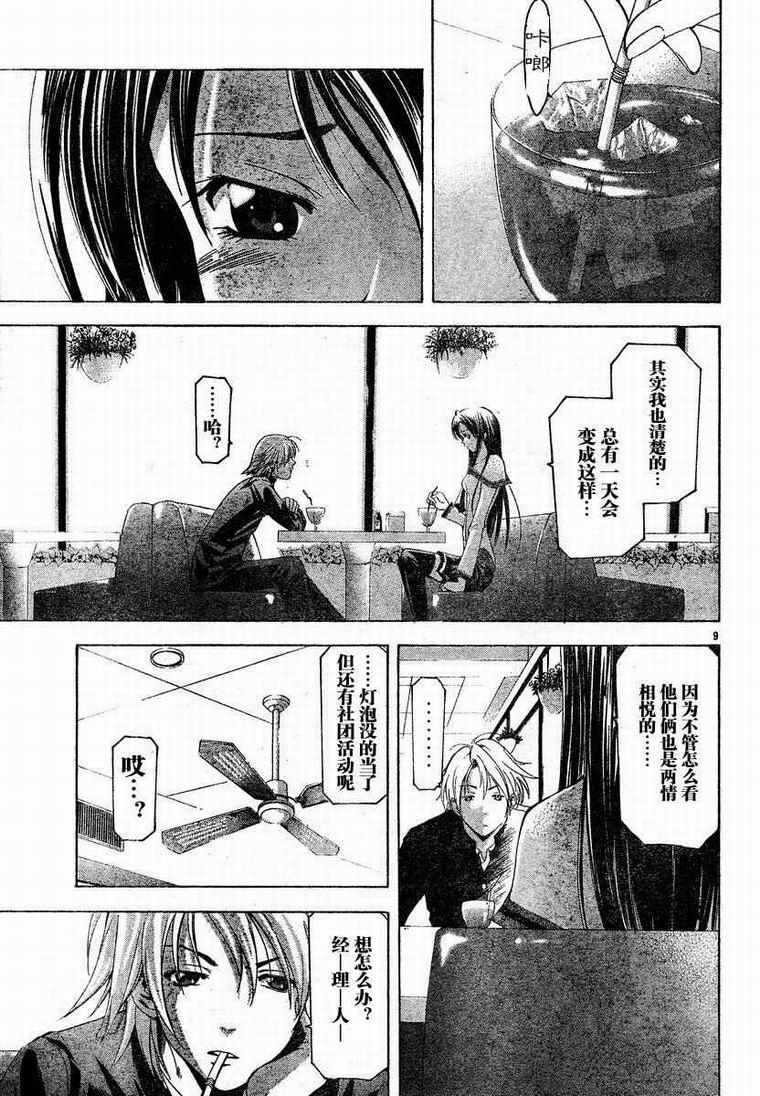 咔
啷
其实我也清楚的…
总有一天会
变成这样…
……
哈?
9
因为不管怎么看
他们俩也是两情
相悦的……
……
……灯泡没的当了
但还有社团活动呢
哎…?
想怎么办?
经—理—人—